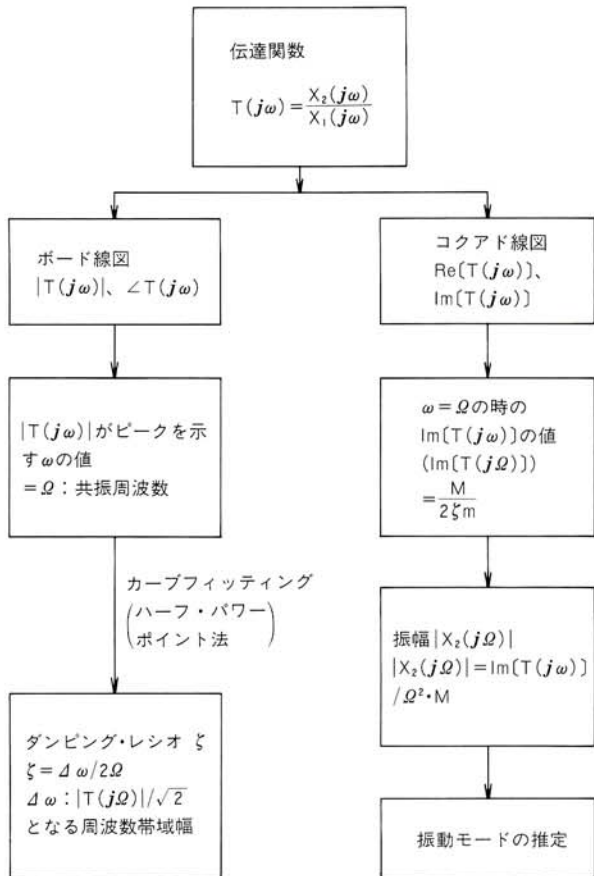 伝達関数
T(jω)=X₂(jω)/X₁(jω)
ボード線図
|T(jω)|、∠T(jω)
コクアド線図
Re[T(jω)]、
Im[T(jω)]
|T(jω)|がピークを示
すωの値
=Ω:共振周波数
ω=Ωの時の
Im[T(jω)]の値
(Im[T(jΩ)])
=M/2ζm
カーブフィッティング
(ハーフ・パワー
ポイント法)
振幅|X₂(jΩ)|
|X₂(jΩ)|=Im[T(jω)]
/Ω²・M
ダンピング・レシオ ζ
ζ=Δω/2Ω
Δω:|T(jΩ)|/√2
となる周波数帯域幅
振動モードの推定